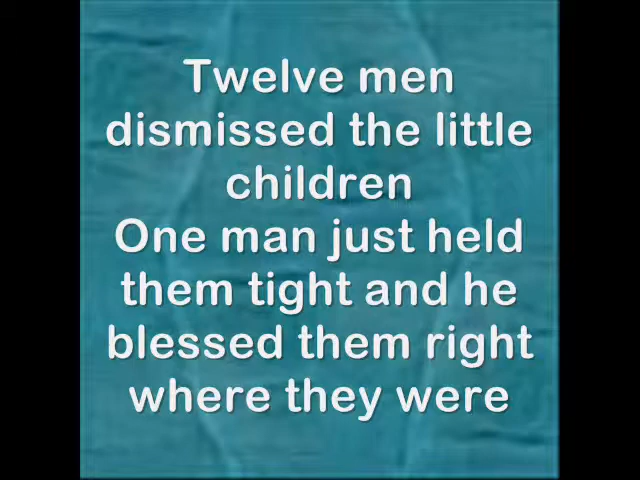 Twelve men
dismissed the little
children
One man just held
them tight and he
blessed them right
where they were